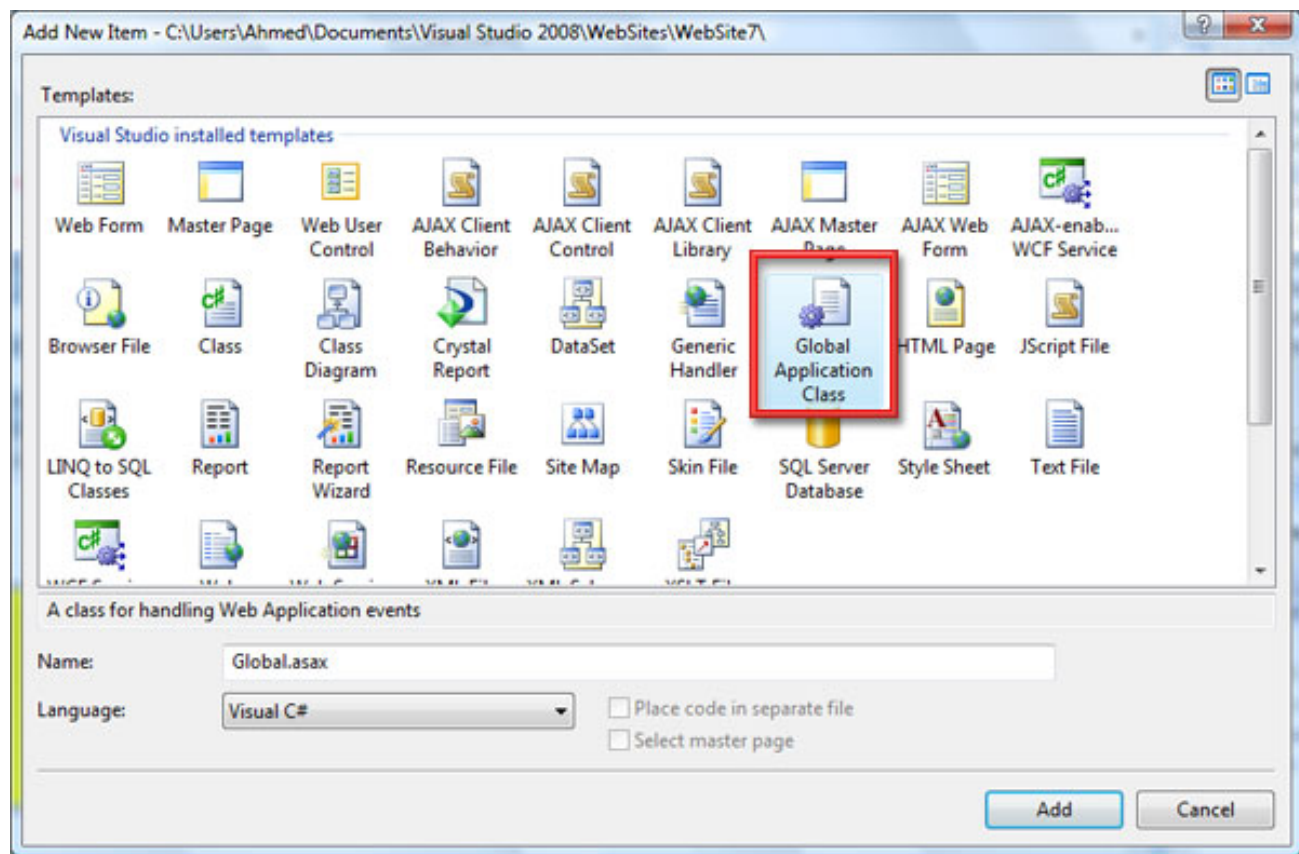 Add New Item - C:\Users\Ahmed\Documents\Visual Studio 2008\WebSites\WebSite7\
Templates:
Visual Studio installed templates
Web Form Master Page Web User AJAX Client AJAX Client AJAX Client AJAX Master AJAX Web AJAX-enab...
Control Behavior Control Library Page Form WCF Service
Browser File Class Class Crystal DataSet Generic Global HTML Page JScript File
Diagram Report Handler Application
Class
LINQ to SQL Report Report Resource File Site Map Skin File SQL Server Style Sheet Text File
Classes Wizard Database
A class for handling Web Application events
Name: Global.asax
Language: Visual C# Place code in separate file
Select master page
Add Cancel